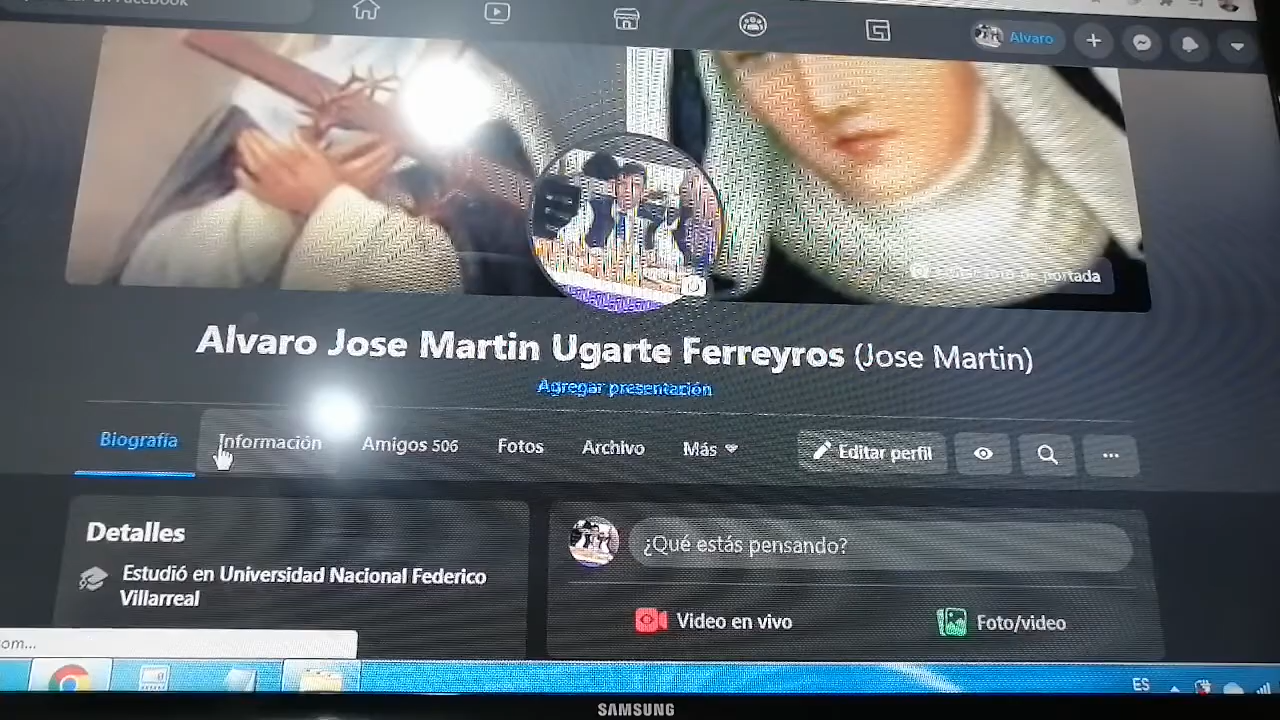 Alvaro
Alvaro Jose Martin Ugarte Ferreyros (Jose Martin)
Agregar presentación
Biografía
Información
Amigos 506
Fotos
Archivo
Más
Editar perfil
Detalles
Estudió en Universidad Nacional Federico
Villarreal
¿Qué estás pensando?
Video en vivo
Foto/video
om...
ES
SAMSUNG